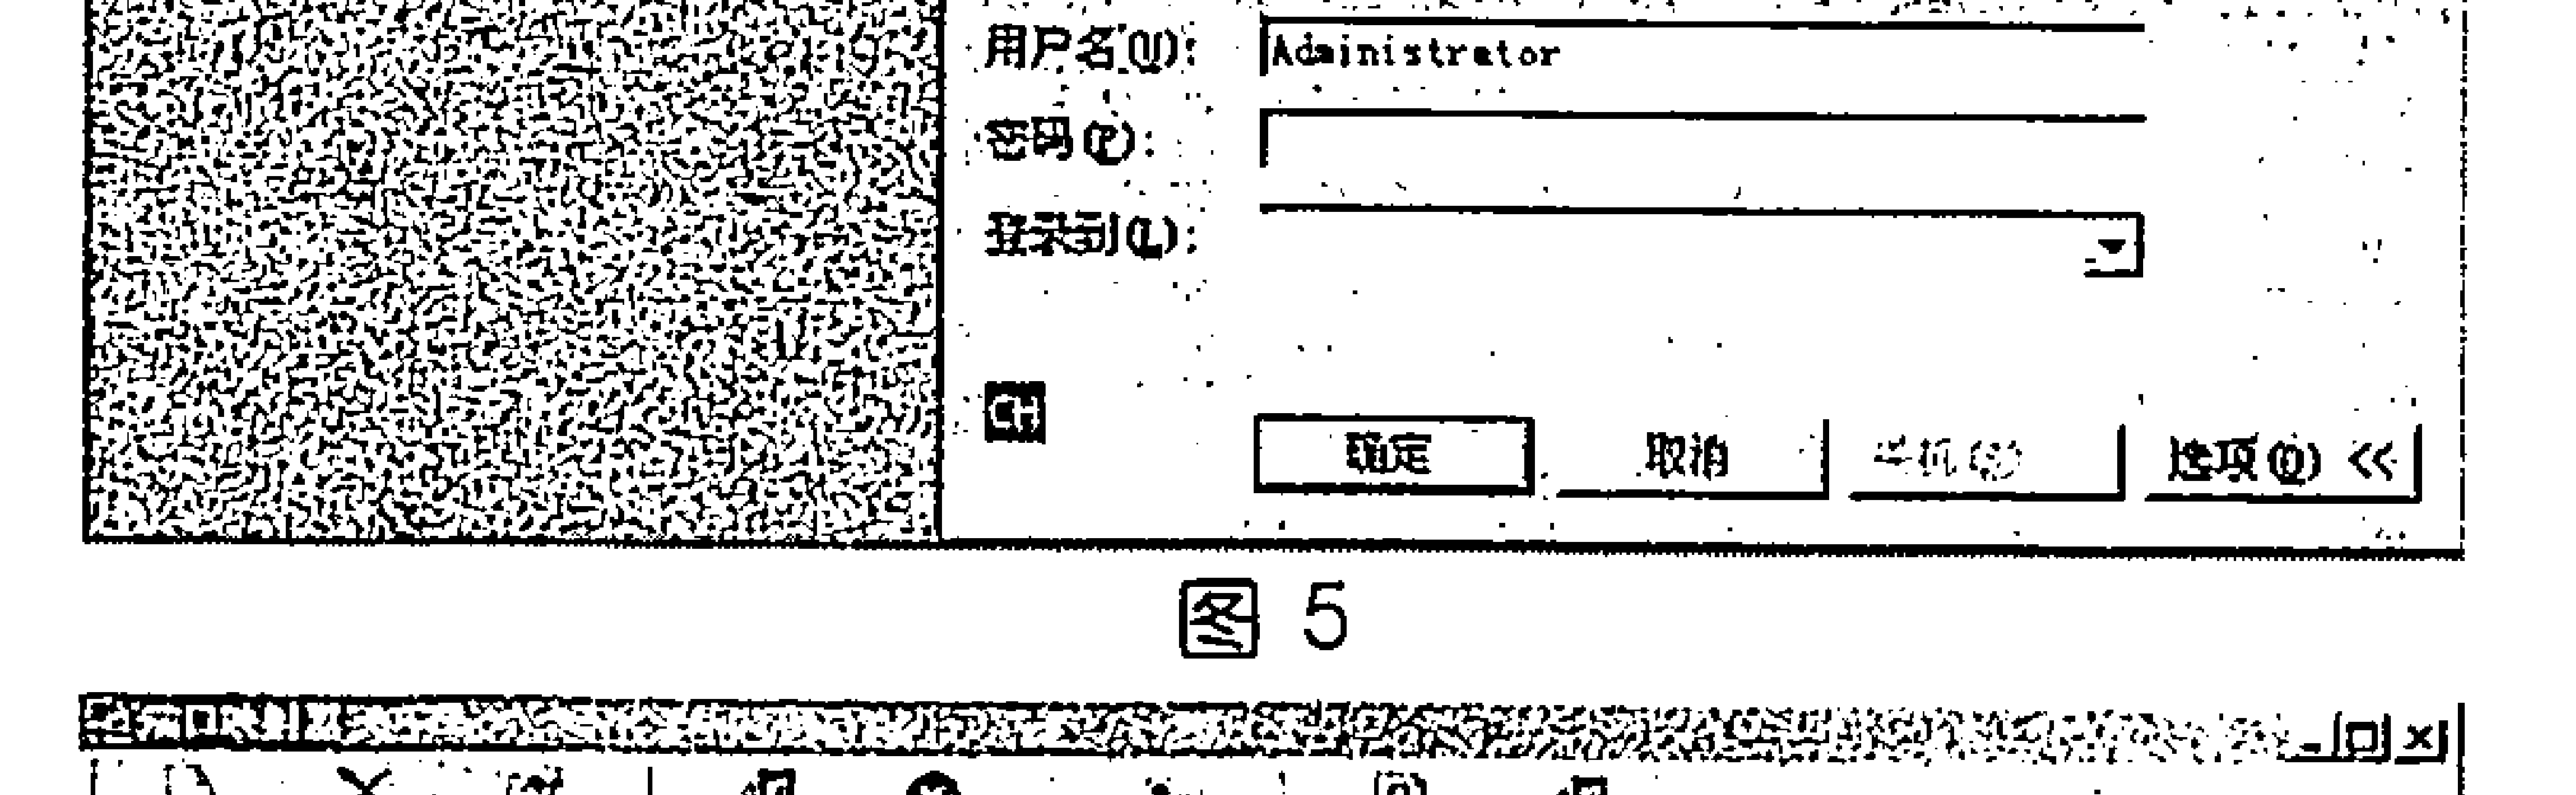 用户名(U):
Administrator
密码(P):
登录到(L):
CH
确定
取消
选项(O) <<
图 5